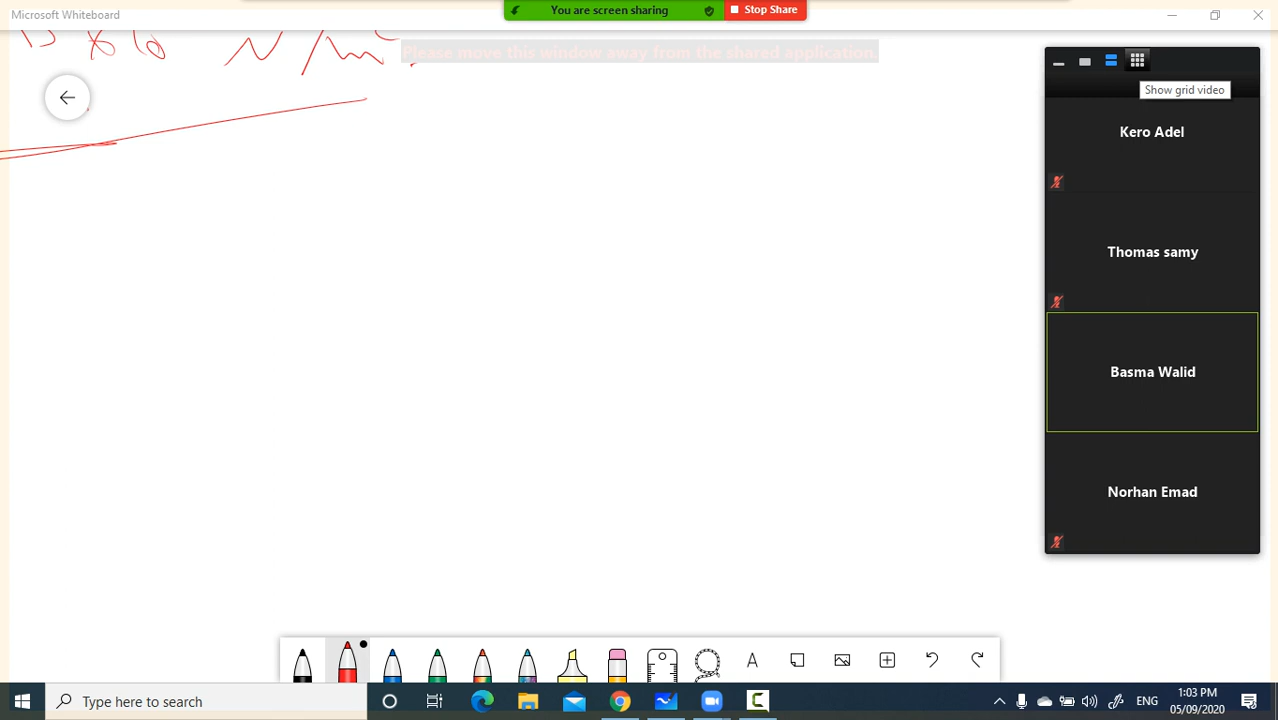 Microsoft Whiteboard
You are screen sharing
Stop Share
Please move this window away from the shared application.
Show grid video
Kero Adel
Thomas samy
Basma Walid
Norhan Emad
A
Type here to search
ENG
1:03 PM
05/09/2020